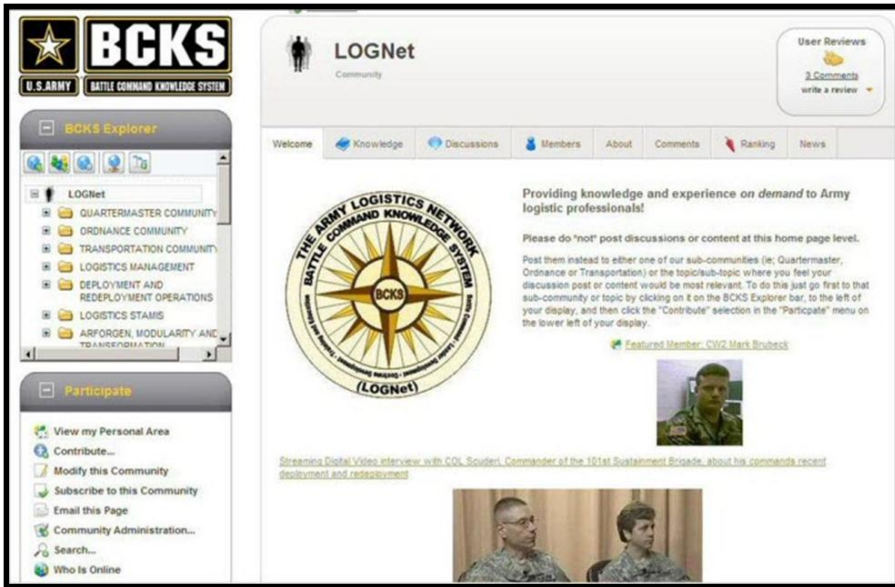 BCKS
U.S.ARMY BATTLE COMMAND KNOWLEDGE SYSTEM
LOGNet
Community
User Reviews
3 Comments
write a review
BCKS Explorer
LOGNet
QUARTERMASTER COMMUNITY
ORDNANCE COMMUNITY
TRANSPORTATION COMMUNITY
LOGISTICS MANAGEMENT
DEPLOYMENT AND
REDEPLOYMENT OPERATIONS
LOGISTICS STAMIS
ARFORGEN, MODULARITY AND
TRANSFORMATION
Participate
View my Personal Area
Contribute...
Modify this Community
Subscribe to this Community
Email this Page
Community Administration...
Search...
Who Is Online
Welcome Knowledge Discussions Members About Comments Ranking News
THE ARMY LOGISTICS NETWORK
BATTLE COMMAND KNOWLEDGE SYSTEM
BCKS
(LOGNet)
Providing knowledge and experience on demand to Army
logistic professionals!
Please do *not* post discussions or content at this home page level.
Post them instead to either one of our sub-communities (ie; Quartermaster,
Ordnance or Transportation) or the topic/sub-topic where you feel your
discussion post or content would be most relevant. To do this just go first to that
sub-community or topic by clicking on it on the BCKS Explorer bar, to the left of
your display, and then click the "Contribute" selection in the "Particpate" menu on
the lower left of your display.
Featured Member: CW2 Mark Brubeck
Streaming Digital Video interview with COL Scuderi, Commander of the 101st Sustainment Brigade, about his commands recent
deployment and redeployment